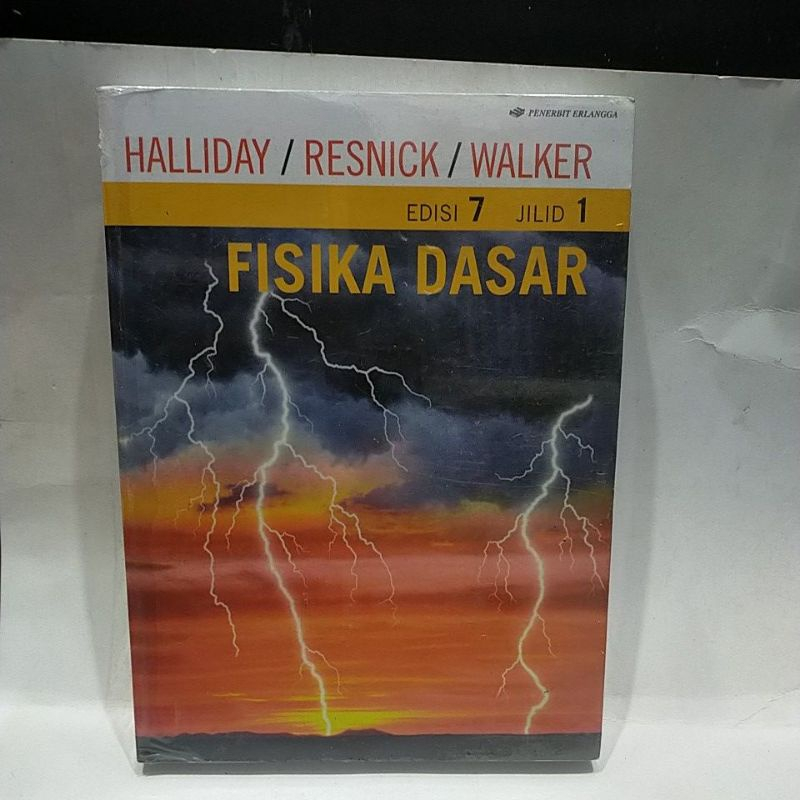 PENERBIT ERLANGGA
HALLIDAY / RESNICK / WALKER
EDISI 7 JILID 1
FISIKA DASAR